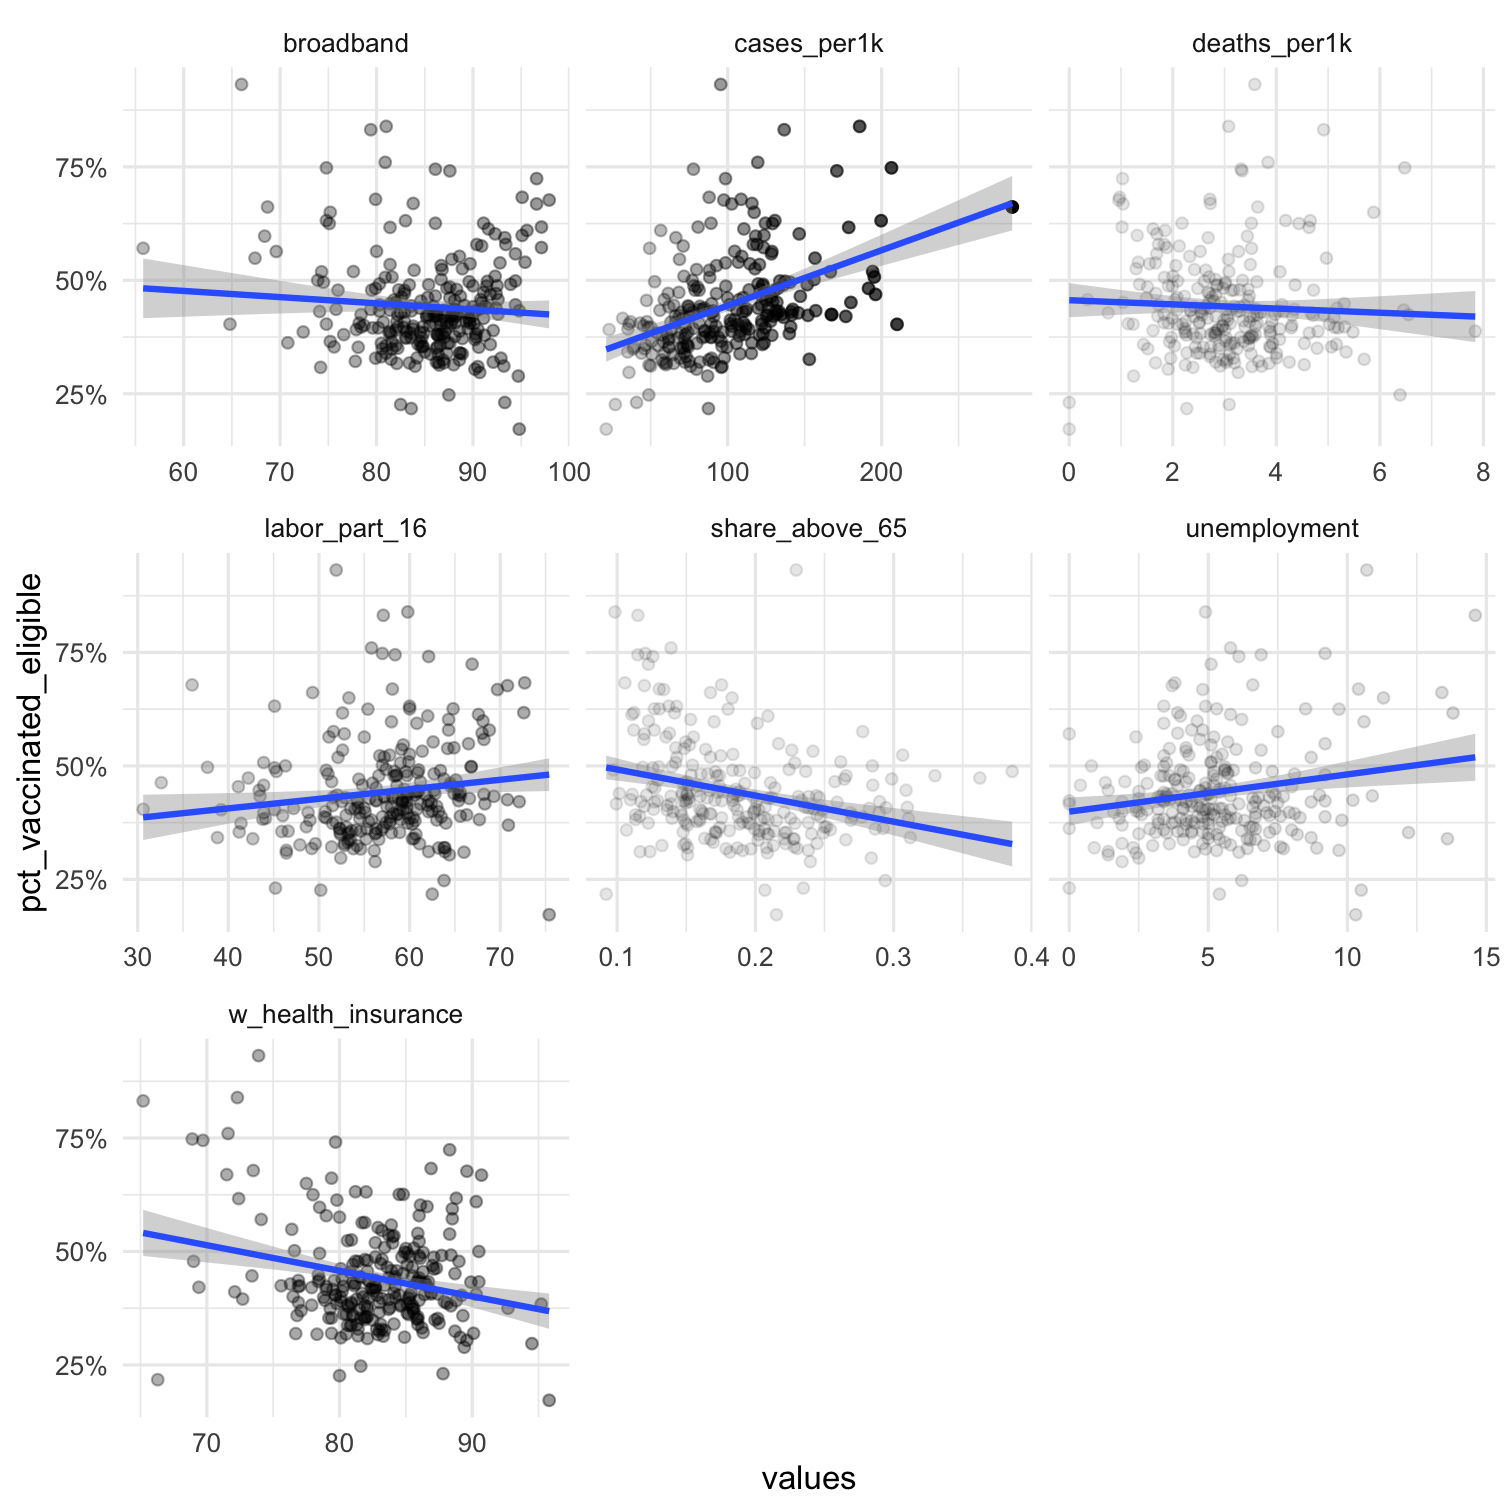 broadband cases_per1k deaths_per1k
75%
50%
25%
60 70 80 90 100 100 200 0 2 4 6 8
labor_part_16 share_above_65 unemployment
pct_vaccinated_eligible
75%
50%
25%
30 40 50 60 70 0.1 0.2 0.3 0.4 0 5 10 15
w_health_insurance
75%
50%
25%
70 80 90
values